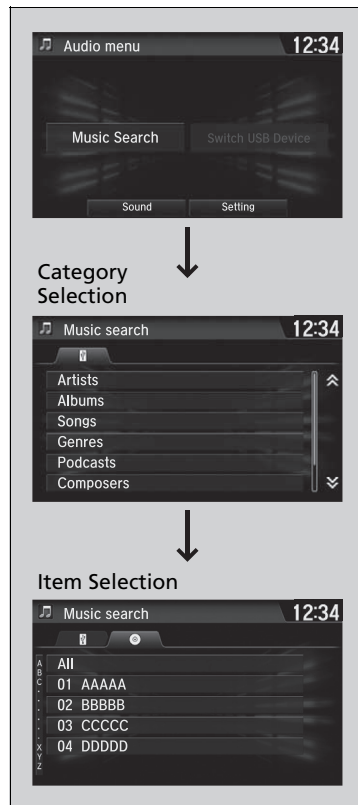 Audio menu 12:34
Music Search Switch USB Device
Sound Setting
Category
Selection
Music search 12:34
Artists
Albums
Songs
Genres
Podcasts
Composers
Item Selection
Music search 12:34
A
B
C
All
01 AAAAA
02 BBBBB
03 CCCCC
04 DDDDD
X
Y
Z